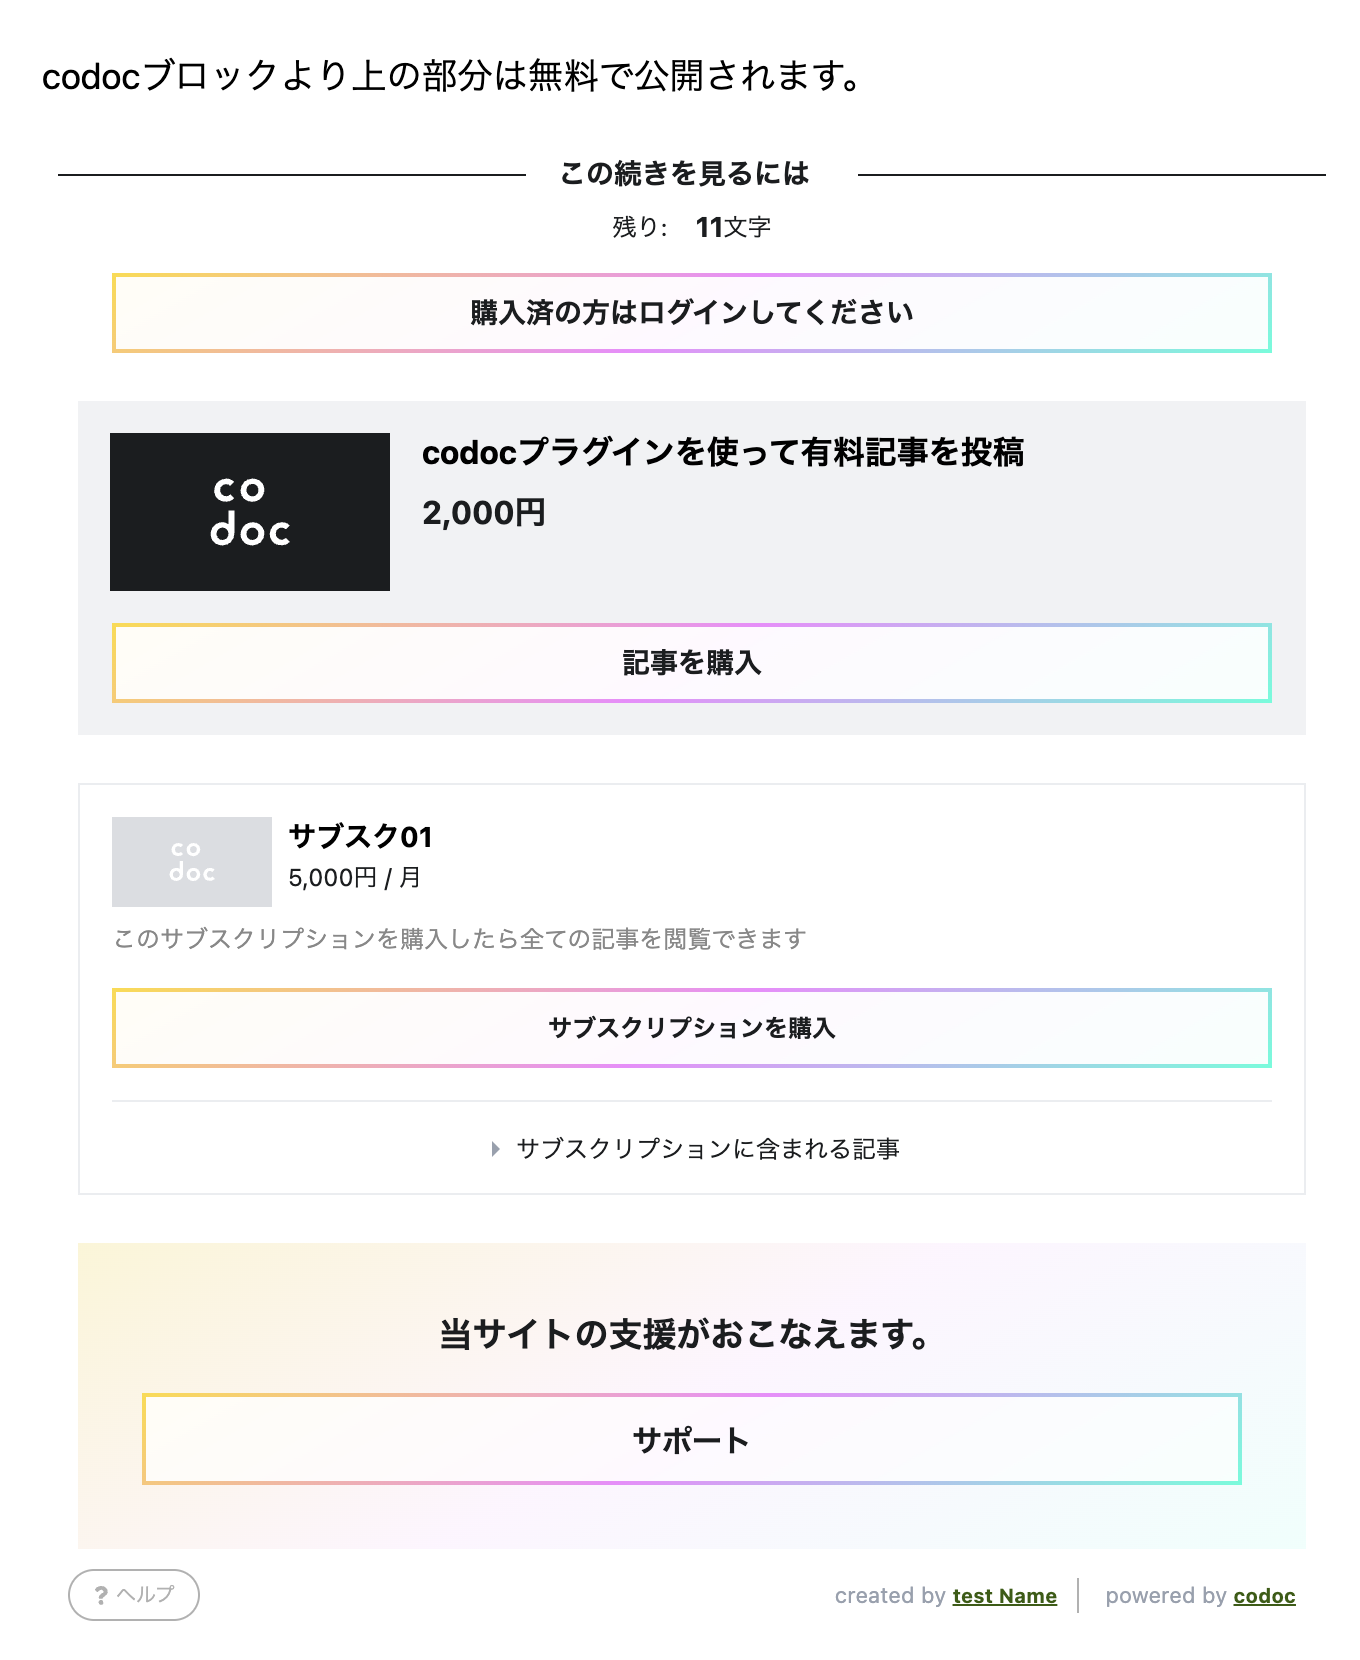 codocブロックより上の部分は無料で公開されます。
この続きを見るには
残り: 11文字
購入済の方はログインしてください
co
doc
codocプラグインを使って有料記事を投稿
2,000円
記事を購入
co
doc
サブスク01
5,000円 / 月
このサブスクリプションを購入したら全ての記事を閲覧できます
サブスクリプションを購入
サブスクリプションに含まれる記事
当サイトの支援がおこなえます。
サポート
? ヘルプ
created by test Name
powered by codoc